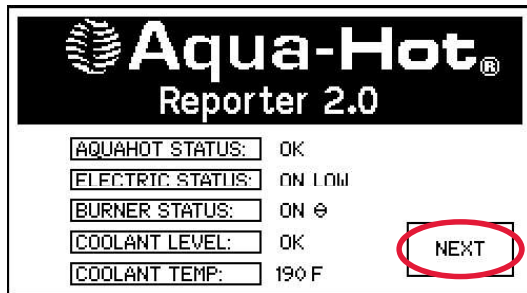 Aqua-Hot®
Reporter 2.0
AQUAHOT STATUS: OK
ELECTRIC STATUS: ON LOW
BURNER STATUS: ON ⊖
COOLANT LEVEL: OK
NEXT
COOLANT TEMP: 190 F